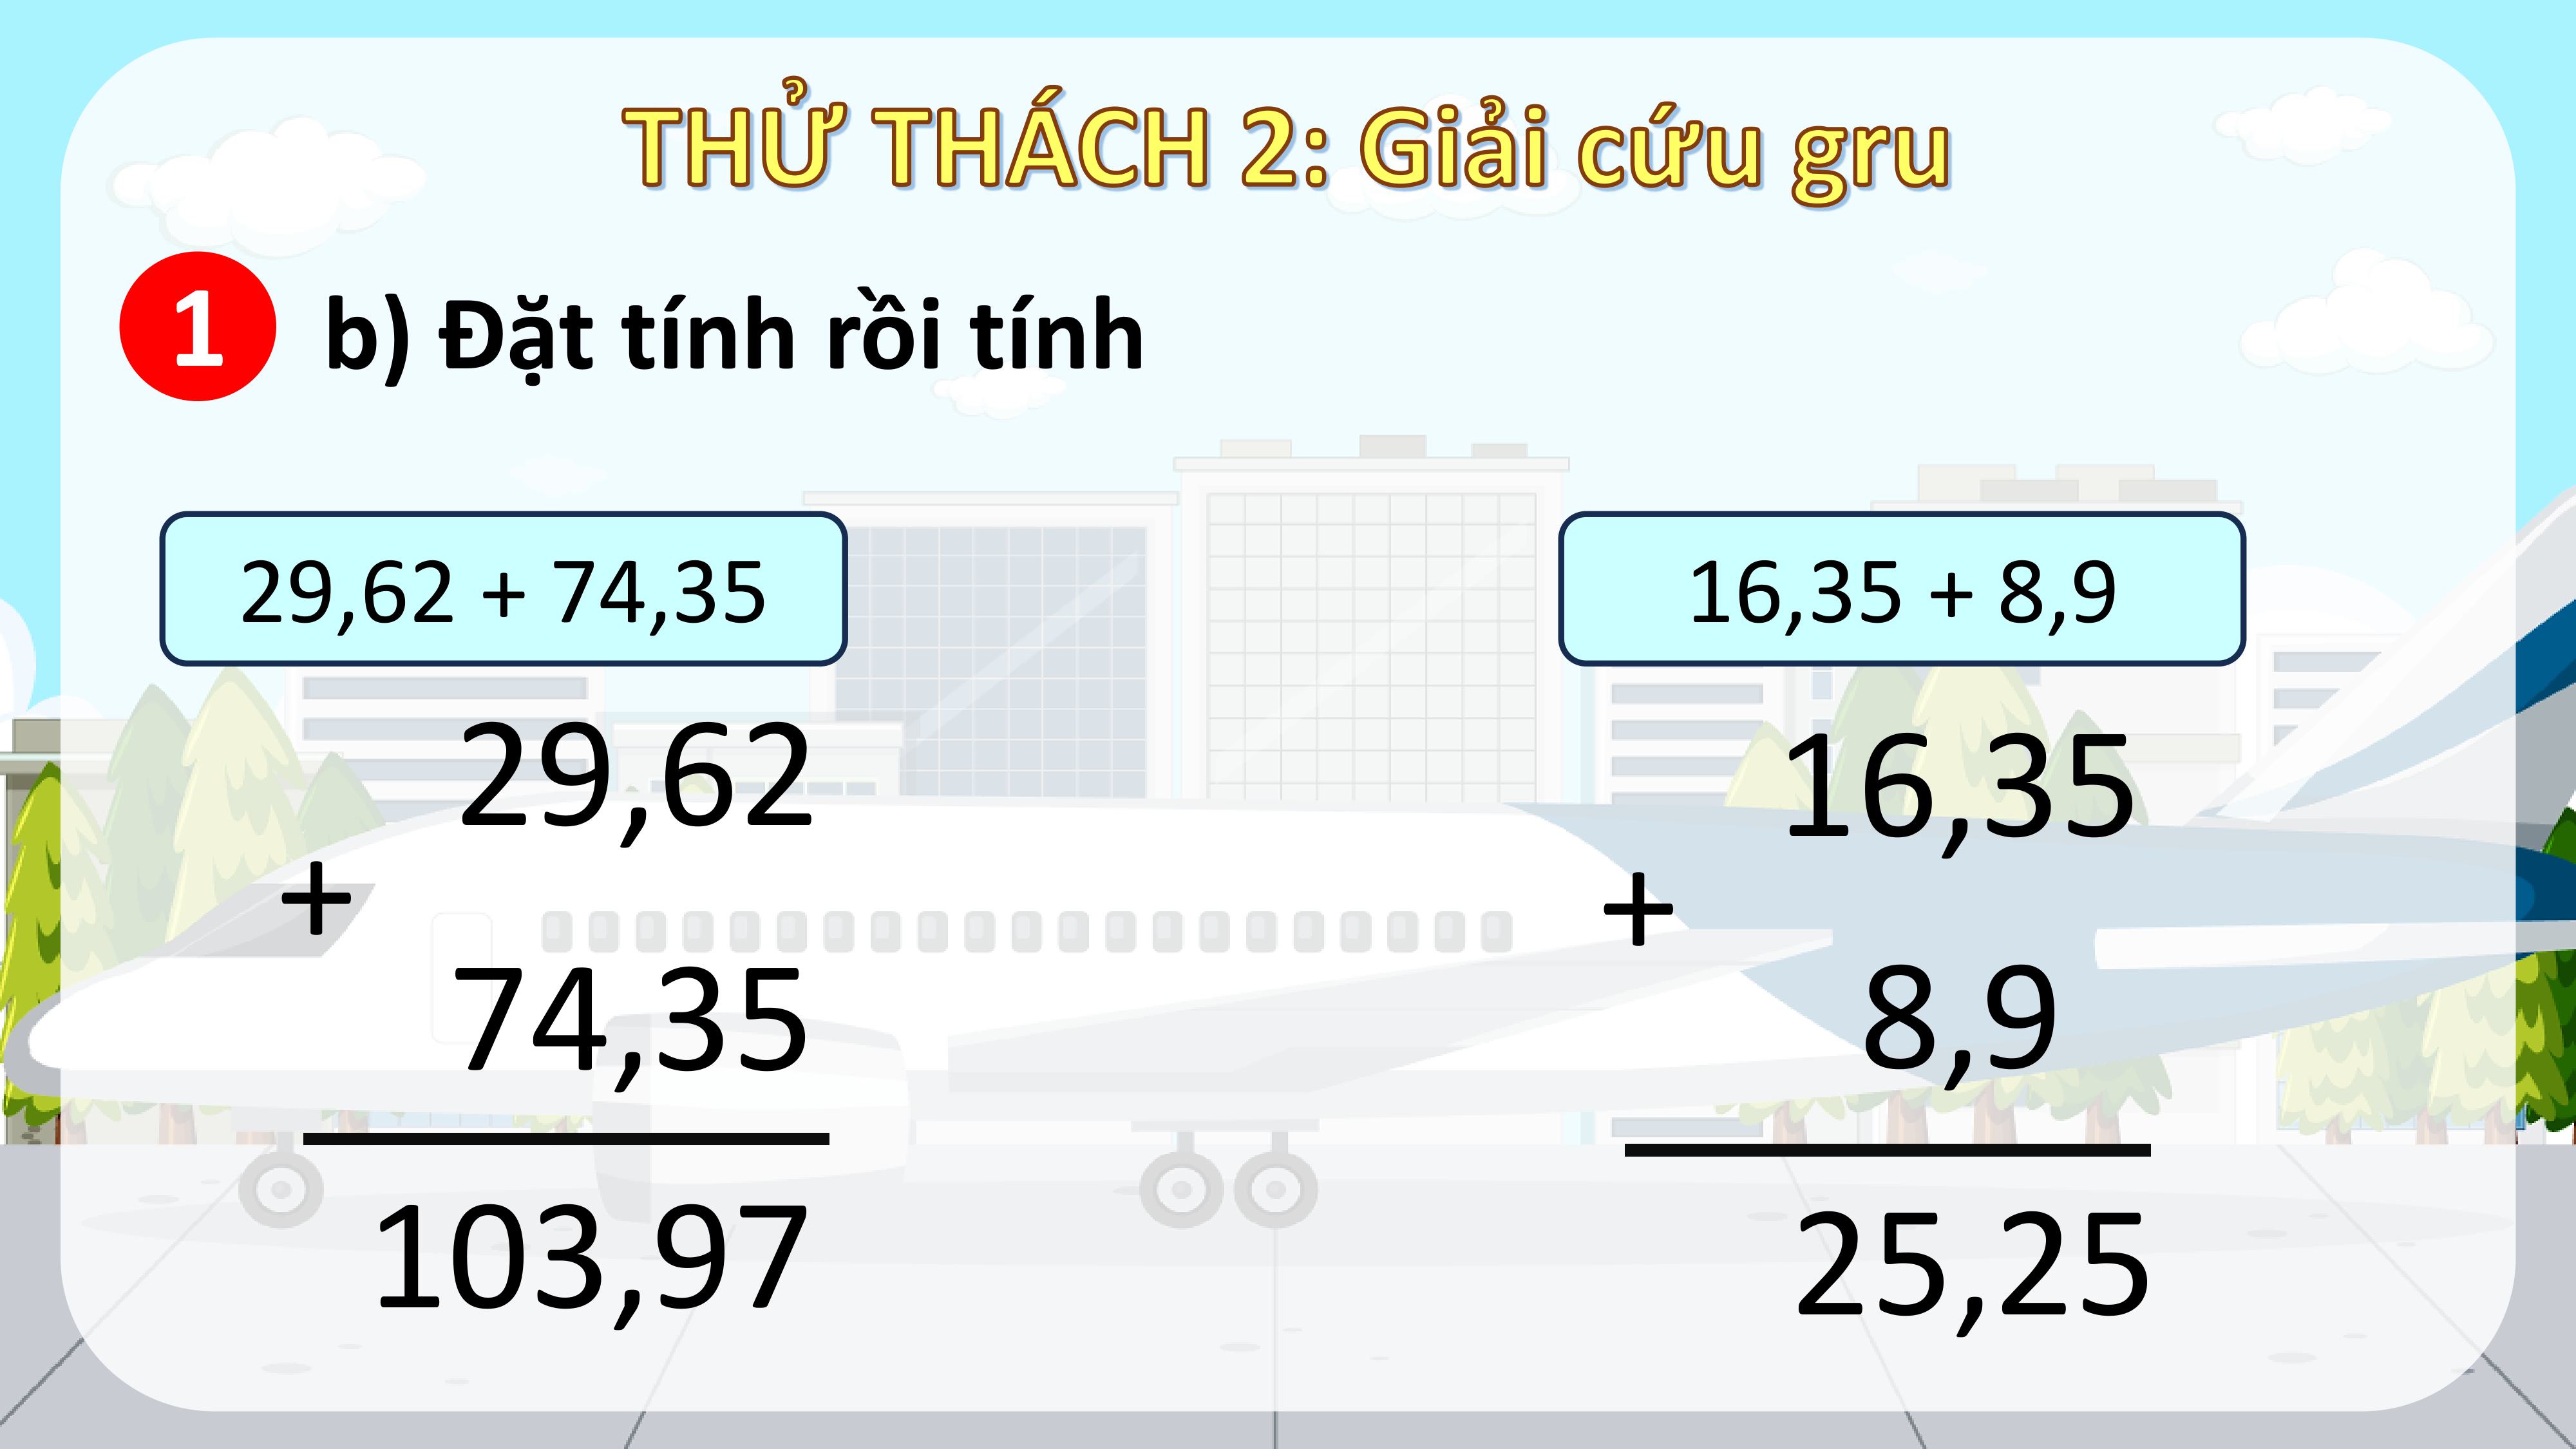 THỬ THÁCH 2: Giải cứu gru
1 b) Đặt tính rồi tính
29,62 + 74,35
29,62
+
74,35
103,97
16,35 + 8,9
16,35
+
8,9
25,25